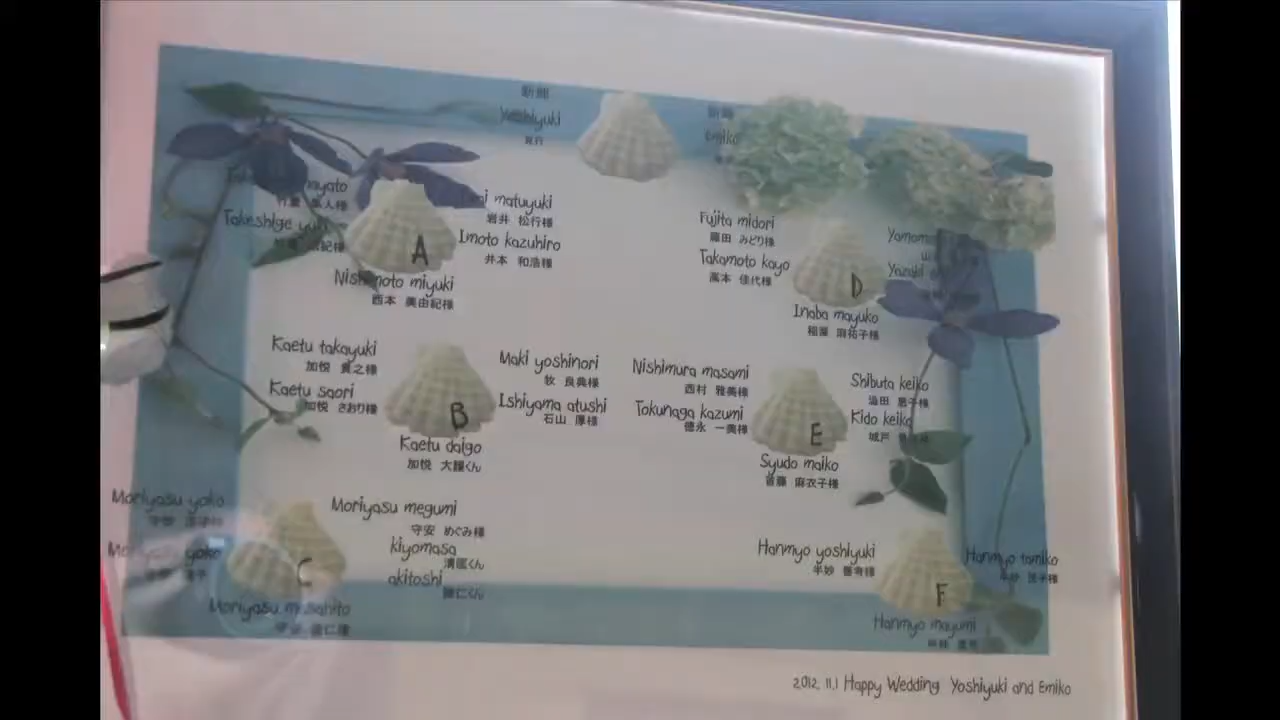 新郎
Yoshiyuki
新婦
Emiko
Takeshige
Imoto kazuhiro
井本 和浩様
matuyuki
岩井 松行様
A
miyuki
西本 美由紀様
Fujita midori
藤田 みどり様
Takamoto kayo
高本 佳代様
D
Inaba mayuko
稲葉 麻祐子様
Kaetu takayuki
加悦 貴之様
Kaetu saori
加悦 さおり様
B
Maki yoshinori
牧 良典様
Ishiyama atushi
石山 厚様
Kaetu daigo
加悦 大醐くん
Nishimura masami
西村 雅美様
Tokunaga kazumi
徳永 一美様
E
Shibuta keiko
Kido keiko
城戸
Syudo maiko
首藤 麻衣子様
Moriyasu yoko
Moriyasu megumi
守安 めぐみ様
kiyomasa
清匡くん
akitoshi
C
Moriyasu masahito
Hanmyo yoshiyuki
F
Hanmyo tomiko
Hanmyo mayumi
2012.11.1 Happy Wedding Yoshiyuki and Emiko